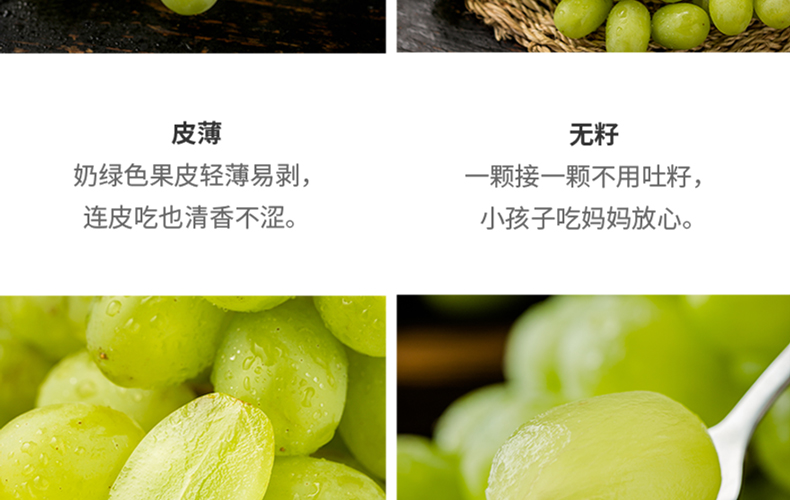 皮薄
奶绿色果皮轻薄易剥，
连皮吃也清香不涩。
无籽
一颗接一颗不用吐籽，
小孩子吃妈妈放心。